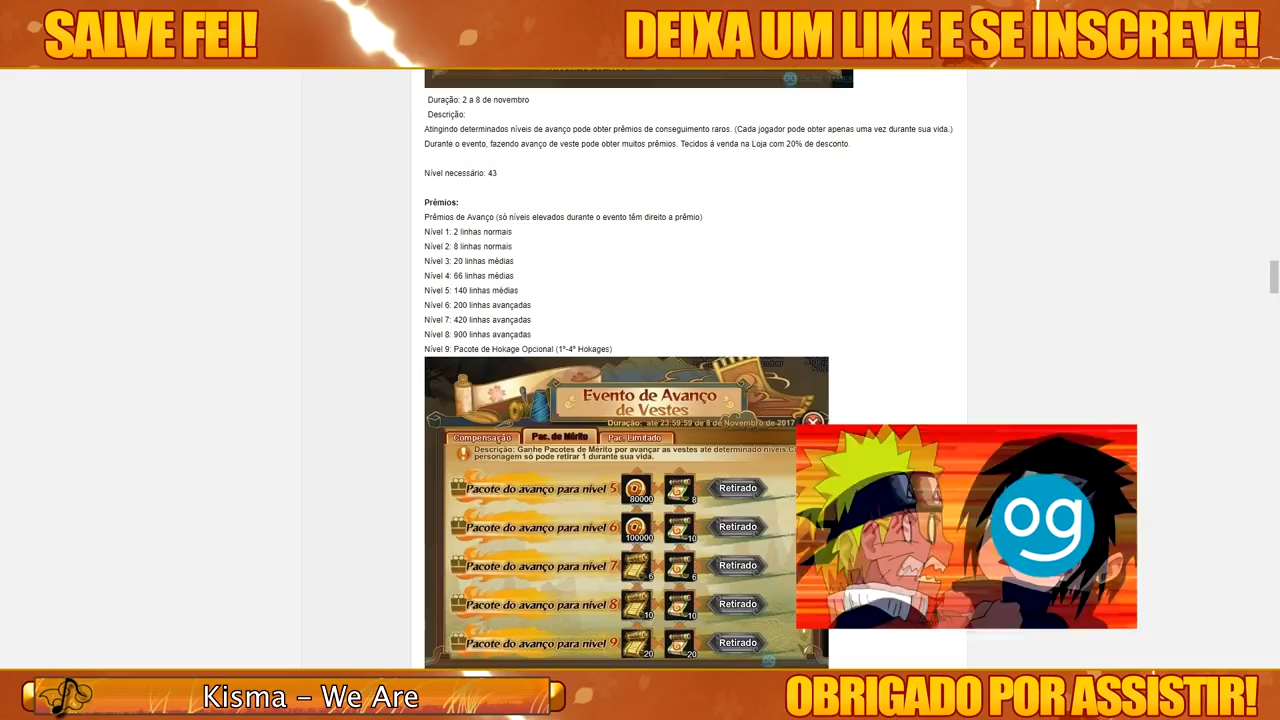 SALVE FEI!
DEIXA UM LIKE E SE INSCREVE!
Duração: 2 a 8 de novembro
Descrição:
Atingindo determinados níveis de avanço pode obter prêmios de conseguimento raros. (Cada jogador pode obter apenas uma vez durante sua vida.)
Durante o evento, fazendo avanço de veste pode obter muitos prêmios. Tecidos á venda na Loja com 20% de desconto.
Nível necessário: 43
Prêmios:
Prêmios de Avanço (só níveis elevados durante o evento têm direito a prêmio)
Nível 1: 2 linhas normais
Nível 2: 8 linhas normais
Nível 3: 20 linhas médias
Nível 4: 66 linhas médias
Nível 5: 140 linhas médias
Nível 6: 200 linhas avançadas
Nível 7: 420 linhas avançadas
Nível 8: 900 linhas avançadas
Nível 9: Pacote de Hokage Opcional (1º-4º Hokages)
Evento de Avanço
de Vestes
Duração: até 23:59:59 de 8 de Novembro de 2017
Compensação Pac. de Mérito Pac. Limitado
Descrição: Ganhe Pacotes de Mérito por avançar as vestes até determinado níveis.C
personagem só pode retirar 1 durante sua vida.
Pacote do avanço para nível 5 80000 8 Retirado
Pacote do avanço para nível 6 100000 10 Retirado
Pacote do avanço para nível 7 6 6 Retirado
Pacote do avanço para nível 8 10 10 Retirado
Pacote do avanço para nível 9 20 20 Retirado
og
Kisma - We Are
OBRIGADO POR ASSISTIR!